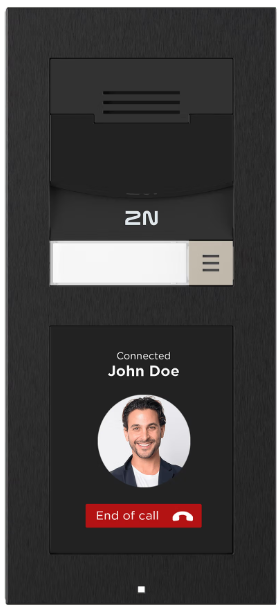 2N
Connected
John Doe
End of call